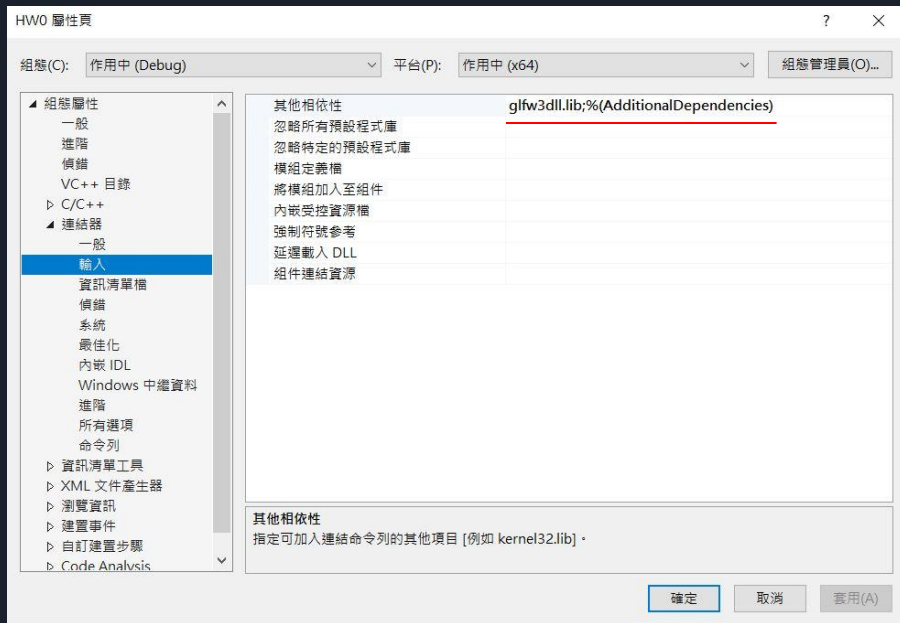 HW0 屬性頁
? ×
組態(C): 作用中 (Debug) 平台(P): 作用中 (x64) 組態管理員(O)...
組態屬性
一般
進階
偵錯
VC++ 目錄
C/C++
連結器
一般
輸入
資訊清單檔
偵錯
系統
最佳化
內嵌 IDL
Windows 中繼資料
進階
所有選項
命令列
資訊清單工具
XML 文件產生器
瀏覽資訊
建置事件
自訂建置步驟
Code Analysis
其他相依性 glfw3dll.lib;%(AdditionalDependencies)
忽略所有預設程式庫
忽略特定的預設程式庫
模組定義檔
將模組加入至組件
內嵌受控資源檔
強制符號參考
延遲載入 DLL
組件連結資源
其他相依性
指定可加入連結命令列的其他項目 [例如 kernel32.lib]。
確定 取消 套用(A)